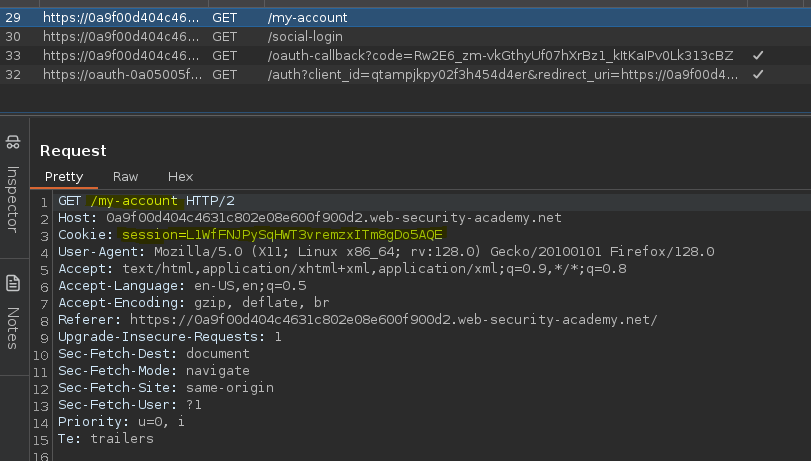 29 https://0a9f00d404c46... GET /my-account
30 https://0a9f00d404c46... GET /social-login
33 https://0a9f00d404c46... GET /oauth-callback?code=Rw2E6_zm-vkGthyUf07hXrBz1_kItKaIPv0Lk313cBZ ✓
32 https://oauth-0a05005f... GET /auth?client_id=qtampjkpy02f3h454d4er&redirect_uri=https://0a9f00d4... ✓
Inspector
Notes
Request
Pretty Raw Hex
1 GET /my-account HTTP/2
2 Host: 0a9f00d404c4631c802e08e600f900d2.web-security-academy.net
3 Cookie: session=L1WfFNJPySqHWT3vremzxITm8gDo5AQE
4 User-Agent: Mozilla/5.0 (X11; Linux x86_64; rv:128.0) Gecko/20100101 Firefox/128.0
5 Accept: text/html,application/xhtml+xml,application/xml;q=0.9,*/*;q=0.8
6 Accept-Language: en-US,en;q=0.5
7 Accept-Encoding: gzip, deflate, br
8 Referer: https://0a9f00d404c4631c802e08e600f900d2.web-security-academy.net/
9 Upgrade-Insecure-Requests: 1
10 Sec-Fetch-Dest: document
11 Sec-Fetch-Mode: navigate
12 Sec-Fetch-Site: same-origin
13 Sec-Fetch-User: ?1
14 Priority: u=0, i
15 Te: trailers
16